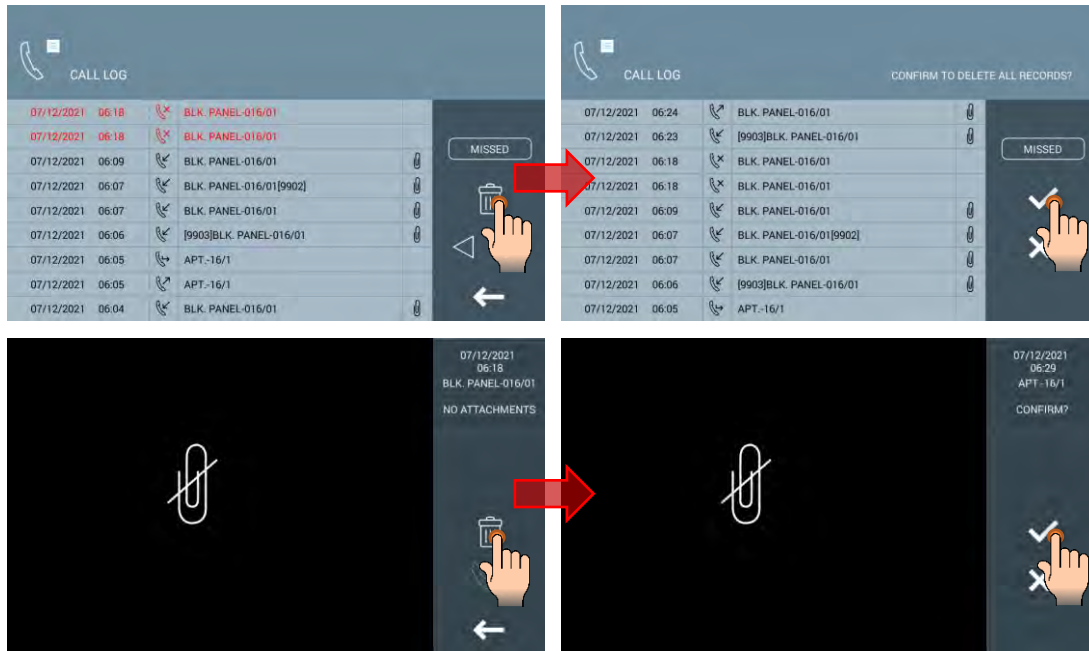 CALL LOG
07/12/2021 06:18 BLK. PANEL-016/01
07/12/2021 06:18 BLK. PANEL-016/01
07/12/2021 06:09 BLK. PANEL-016/01
07/12/2021 06:07 BLK. PANEL-016/01[9902]
07/12/2021 06:07 BLK. PANEL-016/01
07/12/2021 06:06 [9903]BLK. PANEL-016/01
07/12/2021 06:05 APT.-16/1
07/12/2021 06:05 APT.-16/1
07/12/2021 06:04 BLK. PANEL-016/01
MISSED
CALL LOG
CONFIRM TO DELETE ALL RECORDS?
07/12/2021 06:24 BLK. PANEL-016/01
07/12/2021 06:23 [9903]BLK. PANEL-016/01
07/12/2021 06:18 BLK. PANEL-016/01
07/12/2021 06:18 BLK. PANEL-016/01
07/12/2021 06:09 BLK. PANEL-016/01
07/12/2021 06:07 BLK. PANEL-016/01[9902]
07/12/2021 06:07 BLK. PANEL-016/01
07/12/2021 06:06 [9903]BLK. PANEL-016/01
07/12/2021 06:05 APT.-16/1
MISSED
07/12/2021
06:18
BLK. PANEL-016/01
NO ATTACHMENTS
07/12/2021
06:29
APT.-16/1
CONFIRM?